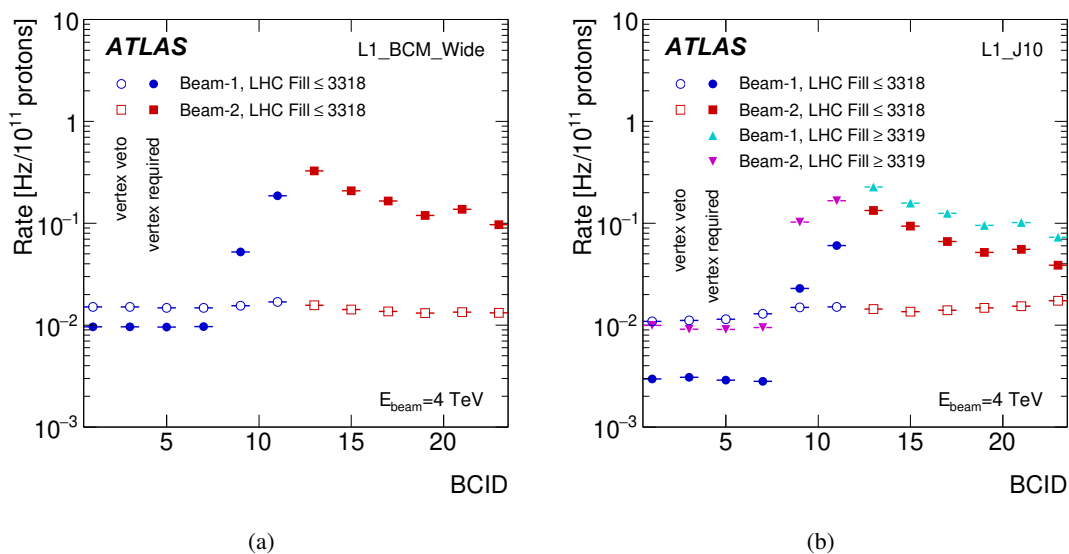 ATLAS
L1_BCM_Wide
Beam-1, LHC Fill ≤ 3318
Beam-2, LHC Fill ≤ 3318
vertex veto
vertex required
E_beam=4 TeV
Rate [Hz/10^11 protons]
10
1
10^−1
10^−2
10^−3
5 10 15 20
BCID
(a)
ATLAS
L1_J10
Beam-1, LHC Fill ≤ 3318
Beam-2, LHC Fill ≤ 3318
Beam-1, LHC Fill ≥ 3319
Beam-2, LHC Fill ≥ 3319
vertex veto
vertex required
E_beam=4 TeV
Rate [Hz/10^11 protons]
10
1
10^−1
10^−2
10^−3
5 10 15 20
BCID
(b)